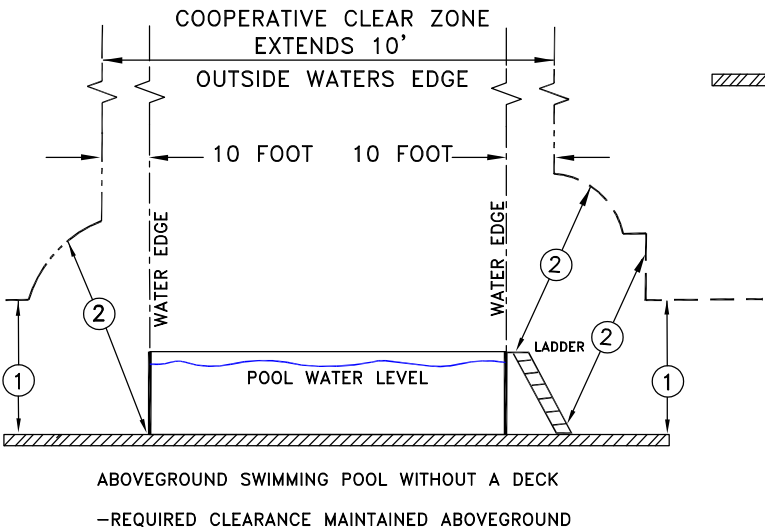 COOPERATIVE CLEAR ZONE
EXTENDS 10'
OUTSIDE WATERS EDGE
10 FOOT 10 FOOT
WATER EDGE
WATER EDGE
2
2
2
LADDER
1
1
POOL WATER LEVEL
ABOVEGROUND SWIMMING POOL WITHOUT A DECK
-REQUIRED CLEARANCE MAINTAINED ABOVEGROUND